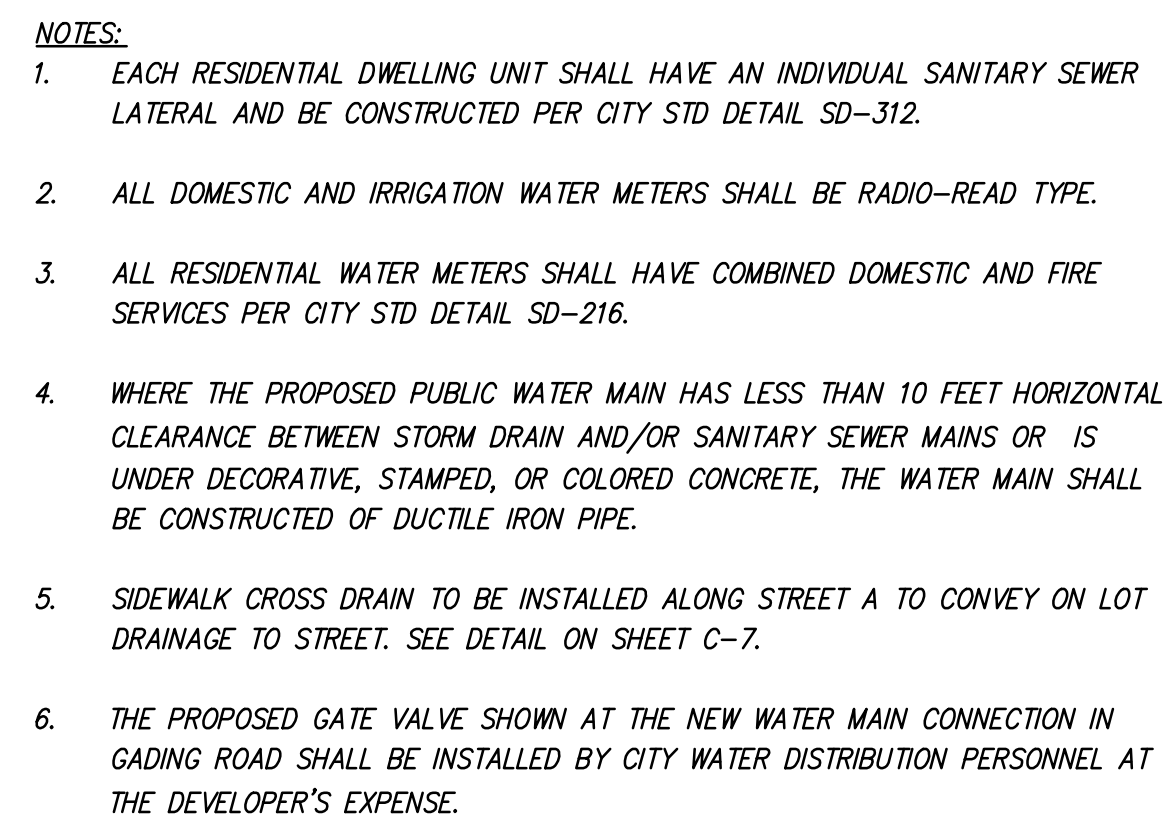 NOTES:
1. EACH RESIDENTIAL DWELLING UNIT SHALL HAVE AN INDIVIDUAL SANITARY SEWER
LATERAL AND BE CONSTRUCTED PER CITY STD DETAIL SD-312.
2. ALL DOMESTIC AND IRRIGATION WATER METERS SHALL BE RADIO-READ TYPE.
3. ALL RESIDENTIAL WATER METERS SHALL HAVE COMBINED DOMESTIC AND FIRE
SERVICES PER CITY STD DETAIL SD-216.
4. WHERE THE PROPOSED PUBLIC WATER MAIN HAS LESS THAN 10 FEET HORIZONTAL
CLEARANCE BETWEEN STORM DRAIN AND/OR SANITARY SEWER MAINS OR IS
UNDER DECORATIVE, STAMPED, OR COLORED CONCRETE, THE WATER MAIN SHALL
BE CONSTRUCTED OF DUCTILE IRON PIPE.
5. SIDEWALK CROSS DRAIN TO BE INSTALLED ALONG STREET A TO CONVEY ON LOT
DRAINAGE TO STREET. SEE DETAIL ON SHEET C-7.
6. THE PROPOSED GATE VALVE SHOWN AT THE NEW WATER MAIN CONNECTION IN
GADING ROAD SHALL BE INSTALLED BY CITY WATER DISTRIBUTION PERSONNEL AT
THE DEVELOPER'S EXPENSE.